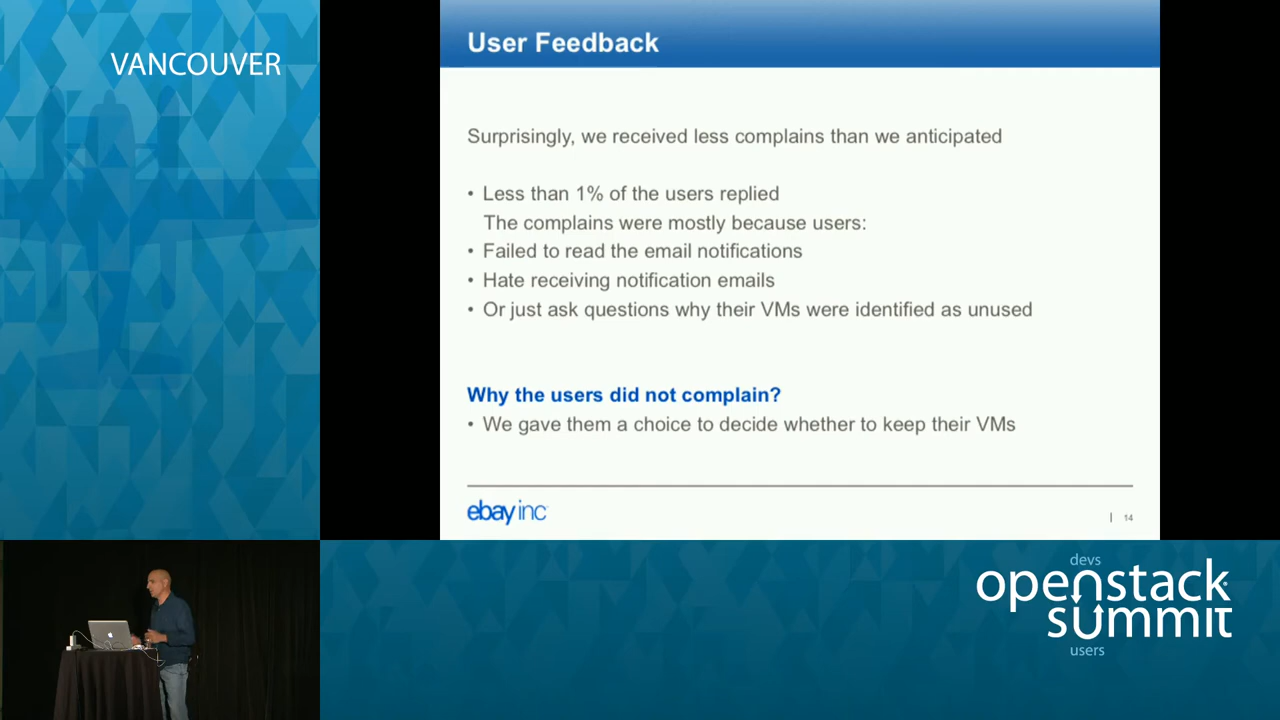 VANCOUVER
User Feedback
Surprisingly, we received less complains than we anticipated
• Less than 1% of the users replied
The complains were mostly because users:
• Failed to read the email notifications
• Hate receiving notification emails
• Or just ask questions why their VMs were identified as unused
Why the users did not complain?
• We gave them a choice to decide whether to keep their VMs
ebay inc
| 14
devs
openstack
summit
users